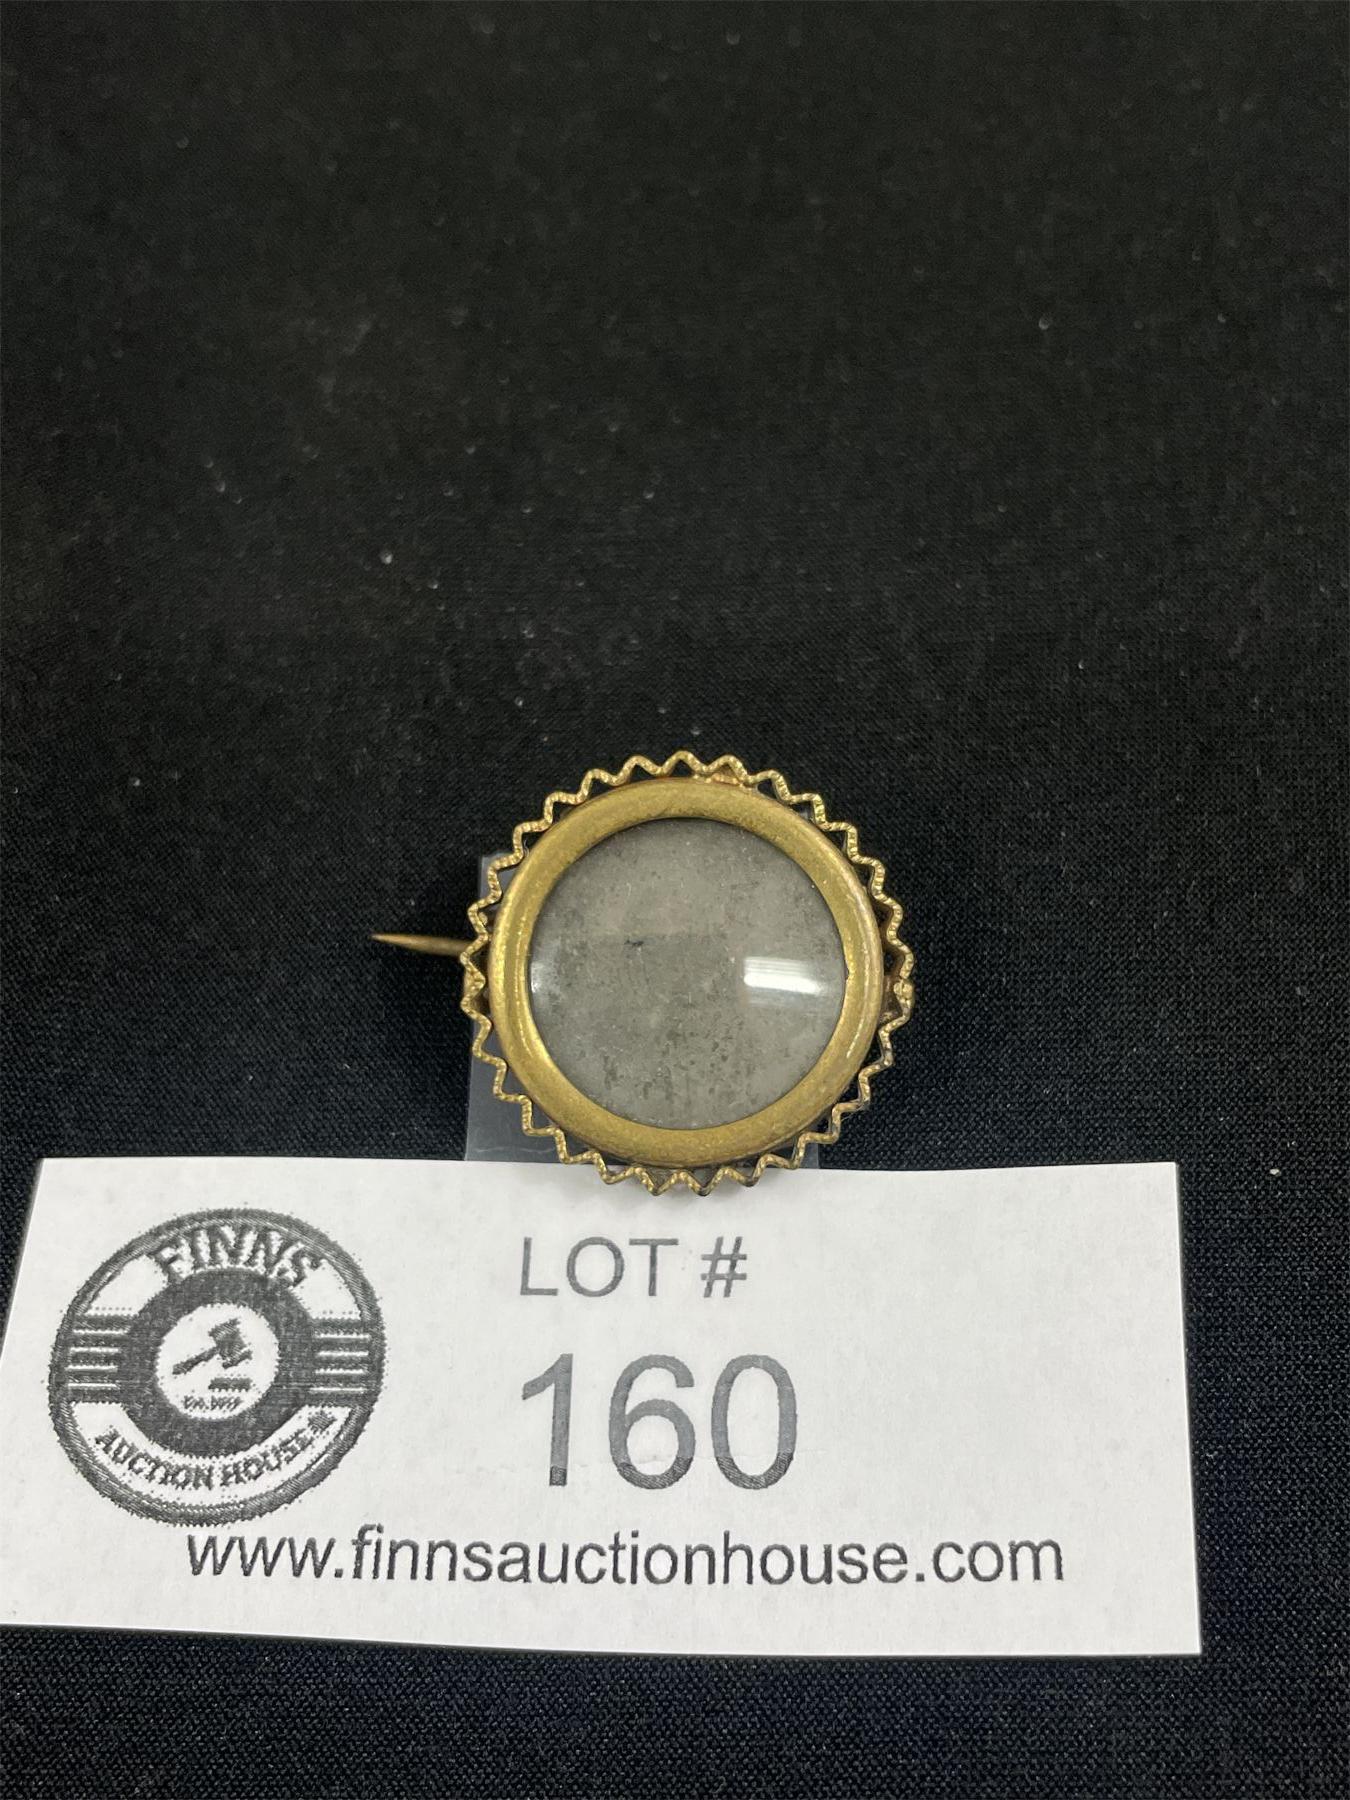 FINNS
AUCTION HOUSE
LOT #
160
www.finnsauctionhouse.com